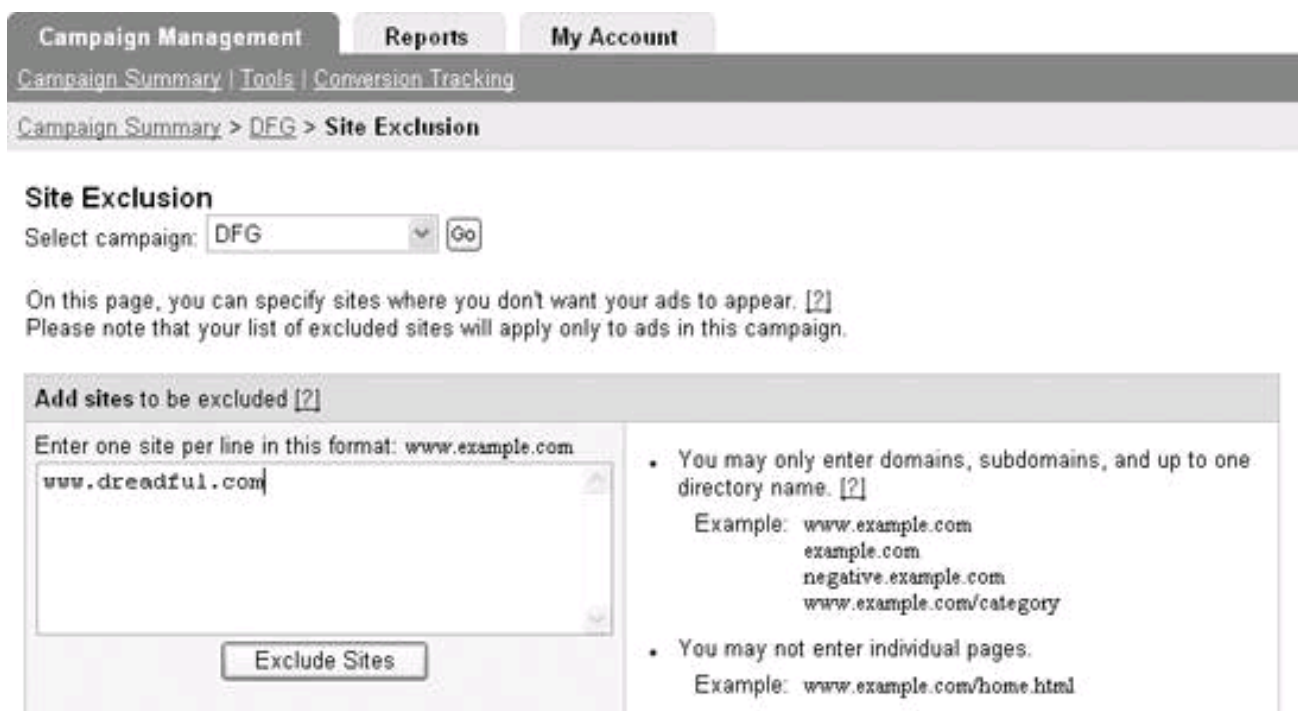 Campaign Management Reports My Account
Campaign Summary | Tools | Conversion Tracking
Campaign Summary > DFG > Site Exclusion
Site Exclusion
Select campaign: DFG Go
On this page, you can specify sites where you don't want your ads to appear. [?]
Please note that your list of excluded sites will apply only to ads in this campaign.
Add sites to be excluded [?]
Enter one site per line in this format: www.example.com
www.dreadful.com
Exclude Sites
• You may only enter domains, subdomains, and up to one
directory name. [?]
Example: www.example.com
example.com
negative.example.com
www.example.com/category
• You may not enter individual pages.
Example: www.example.com/home.html